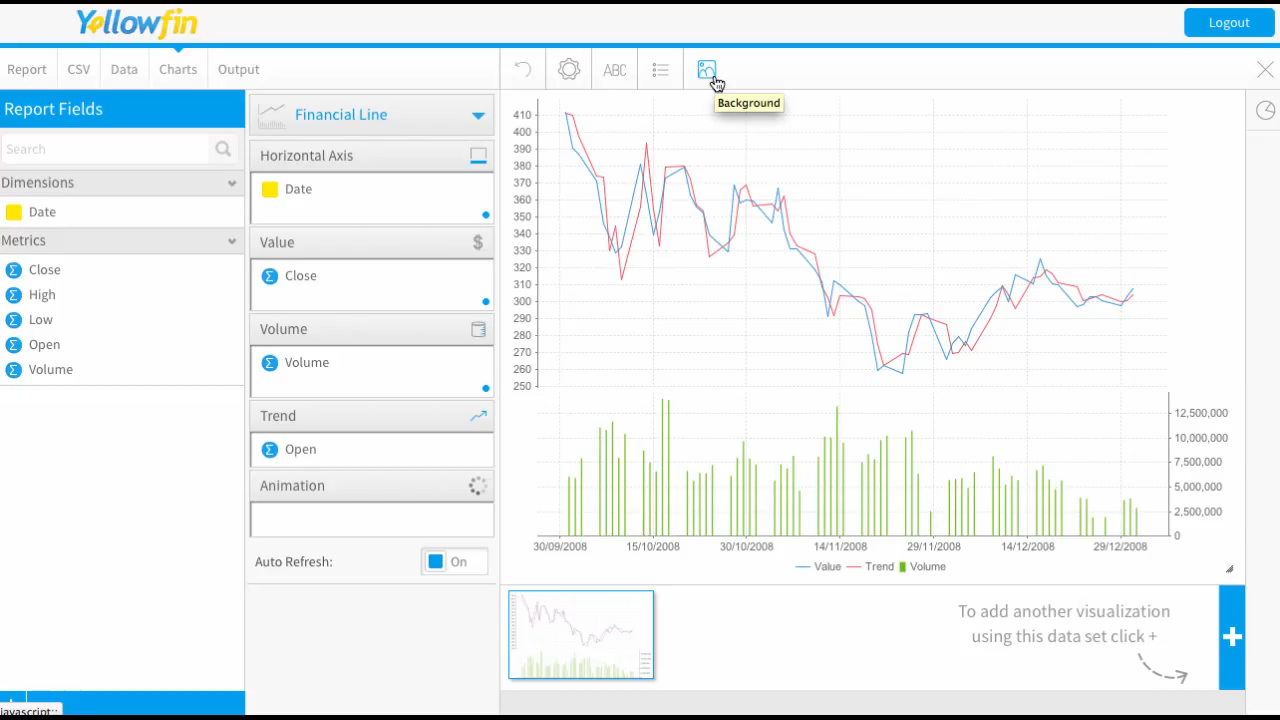 Yellowfin
Logout
Report CSV Data Charts Output
ABC
Background
Report Fields
Search
Dimensions
Date
Metrics
Close
High
Low
Open
Volume
Financial Line
Horizontal Axis
Date
Value $
Close
Volume
Volume
Trend
Open
Animation
Auto Refresh: On
410
400
390
380
370
360
350
340
330
320
310
300
290
280
270
260
250
12,500,000
10,000,000
7,500,000
5,000,000
2,500,000
0
30/09/2008 15/10/2008 30/10/2008 14/11/2008 29/11/2008 14/12/2008 29/12/2008
Value Trend Volume
To add another visualization
using this data set click +
javascript:;